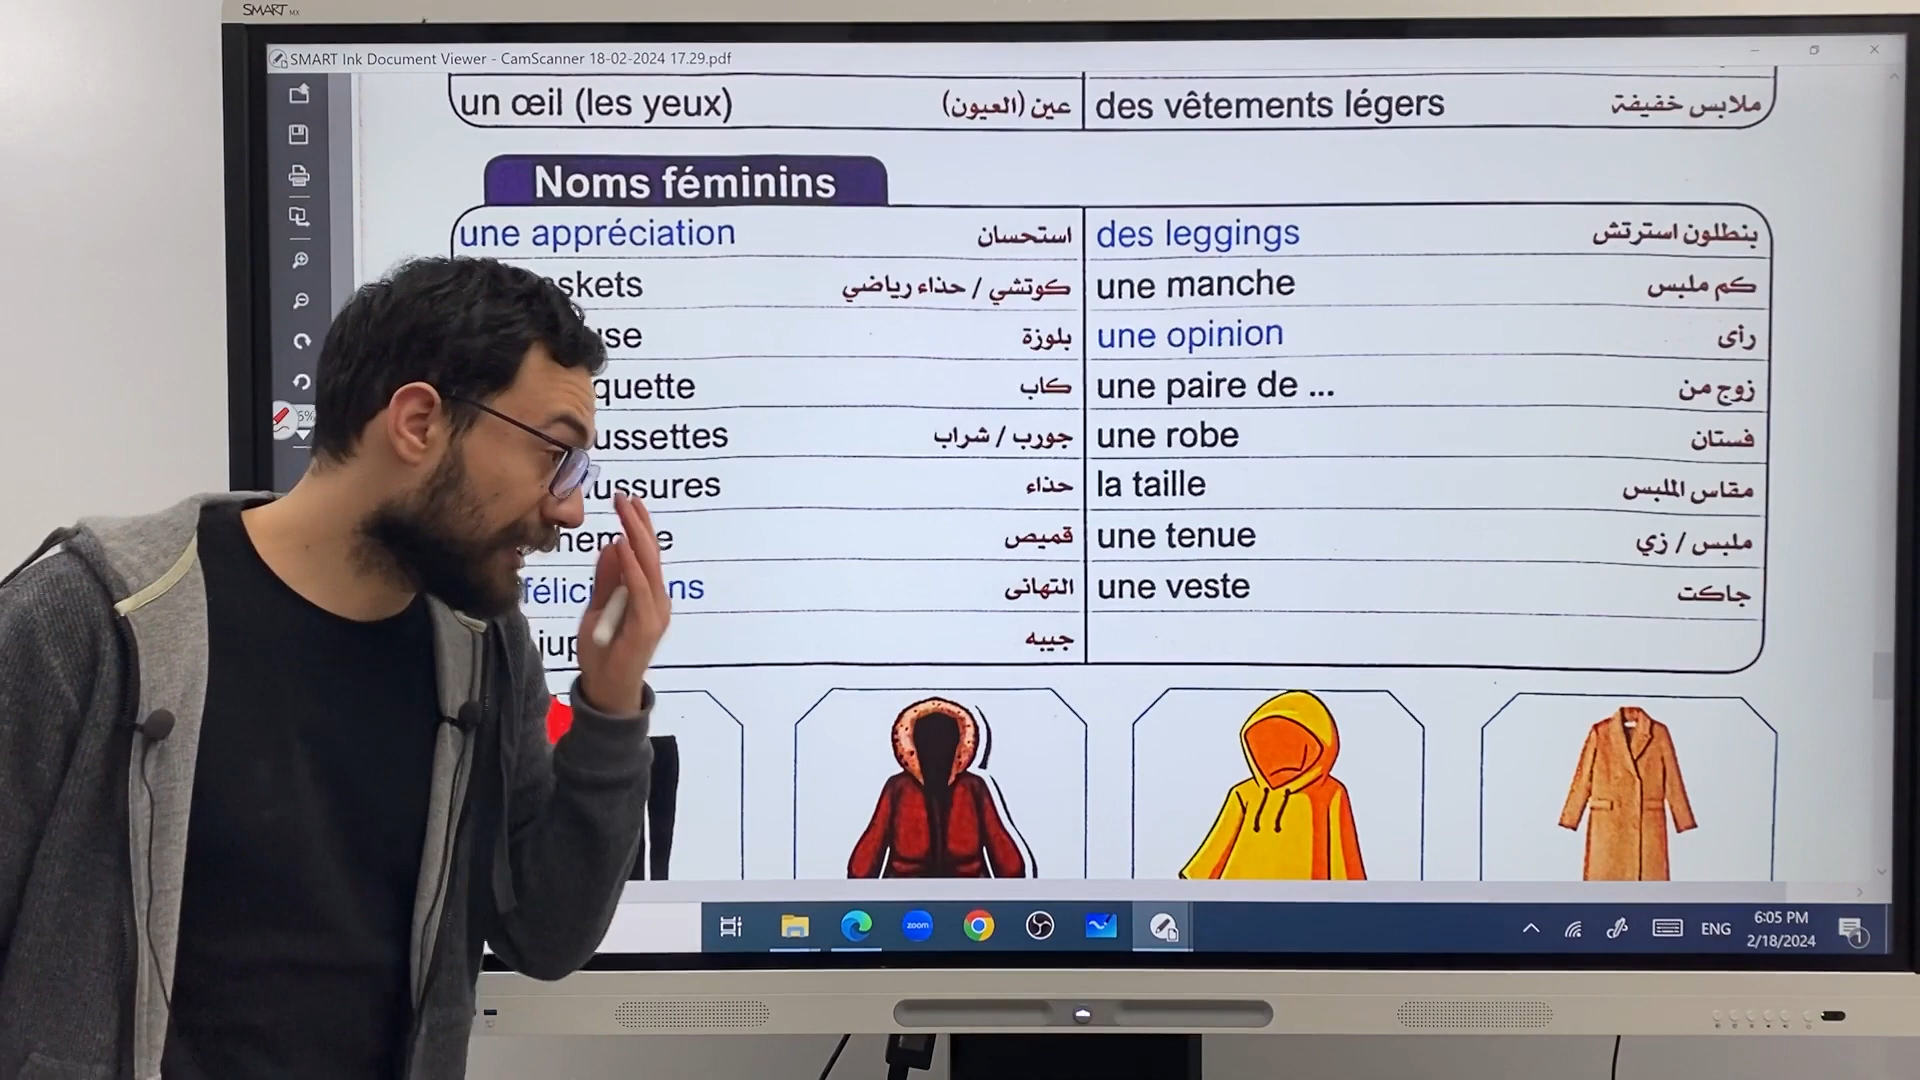 SMART MX
SMART Ink Document Viewer - CamScanner 18-02-2024 17.29.pdf
un œil (les yeux) عين (العيون) des vêtements légers ملابس خفيفة
Noms féminins
une appréciation استحسان des leggings بنطلون استرتش
skets كوتشي / حذاء رياضي une manche كم ملبس
se بلوزة une opinion رأى
quette كاب une paire de ... زوج من
ussettes جورب / شراب une robe فستان
ussures حذاء la taille مقاس الملبس
قميص une tenue ملبس / زي
التهانى une veste جاكت
جيبه
zoom
ENG
6:05 PM
2/18/2024
1